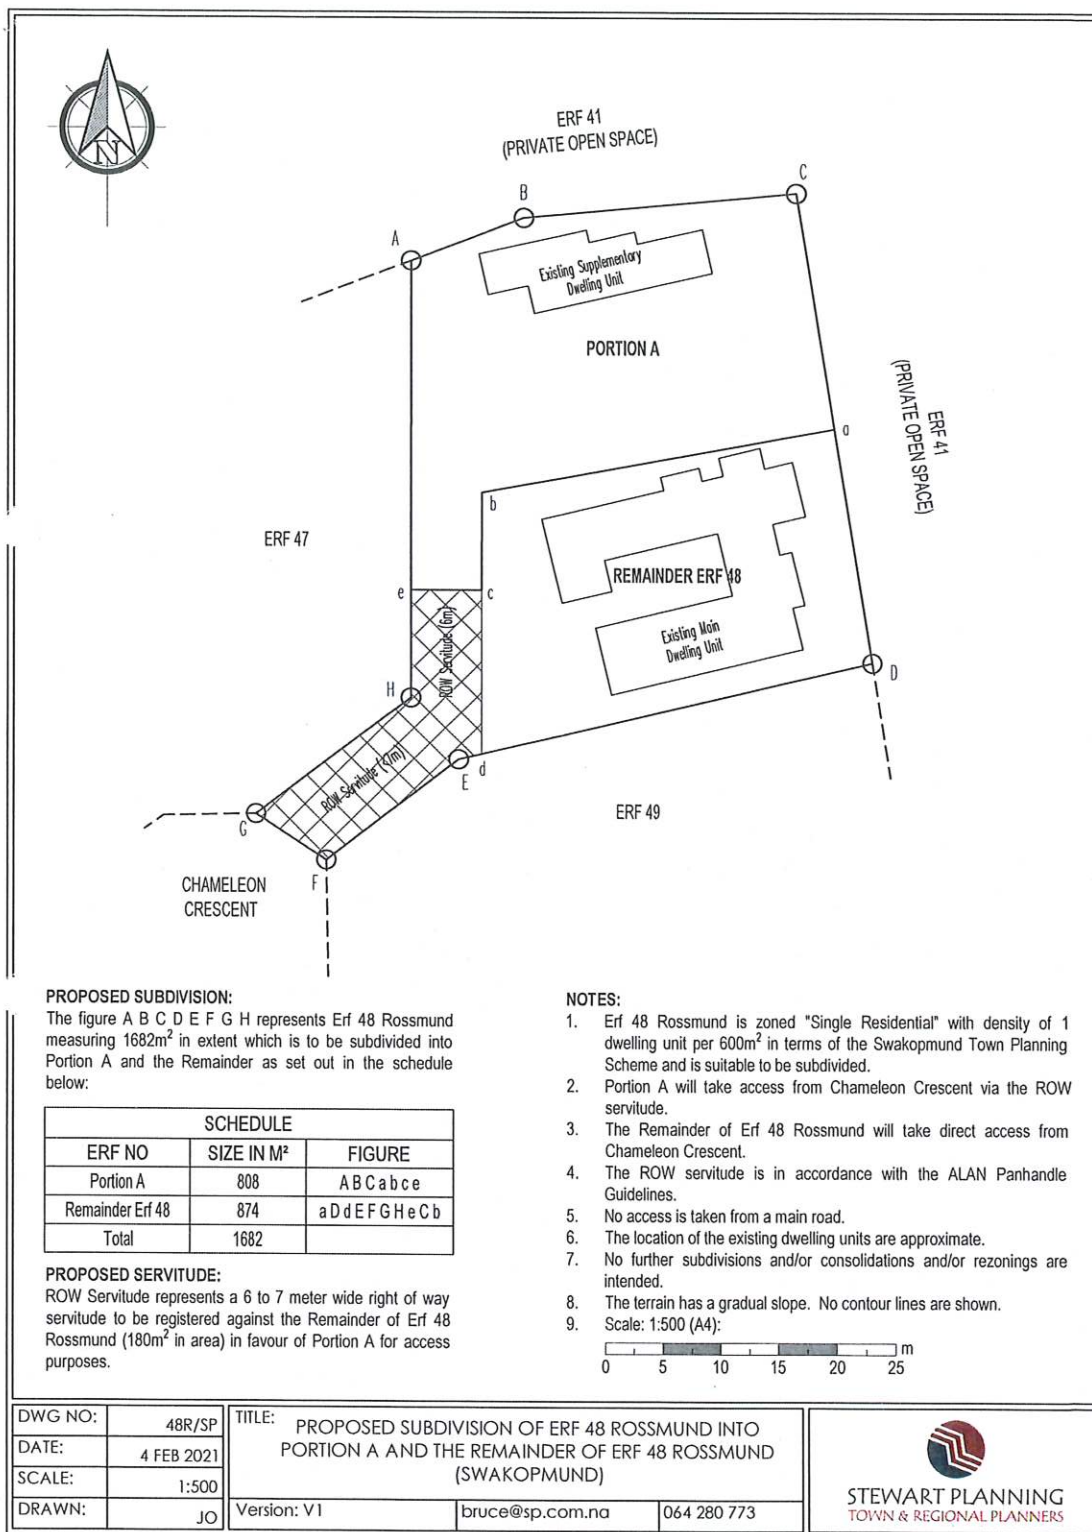 N
ERF 41
(PRIVATE OPEN SPACE)
A
B
C
Existing Supplementary
Dwelling Unit
PORTION A
ERF 41
(PRIVATE OPEN SPACE)
a
b
ERF 47
e
c
REMAINDER ERF 48
ROW Servitude (6m)
Existing Main
Dwelling Unit
H
D
ROW Servitude (<7m)
E
d
G
ERF 49
F
CHAMELEON
CRESCENT
PROPOSED SUBDIVISION:
The figure A B C D E F G H represents Erf 48 Rossmund
measuring 1682m² in extent which is to be subdivided into
Portion A and the Remainder as set out in the schedule
below:
SCHEDULE
ERF NO SIZE IN M² FIGURE
Portion A 808 A B C a b c e
Remainder Erf 48 874 a D d E F G H e C b
Total 1682
PROPOSED SERVITUDE:
ROW Servitude represents a 6 to 7 meter wide right of way
servitude to be registered against the Remainder of Erf 48
Rossmund (180m² in area) in favour of Portion A for access
purposes.
NOTES:
1. Erf 48 Rossmund is zoned "Single Residential" with density of 1
dwelling unit per 600m² in terms of the Swakopmund Town Planning
Scheme and is suitable to be subdivided.
2. Portion A will take access from Chameleon Crescent via the ROW
servitude.
3. The Remainder of Erf 48 Rossmund will take direct access from
Chameleon Crescent.
4. The ROW servitude is in accordance with the ALAN Panhandle
Guidelines.
5. No access is taken from a main road.
6. The location of the existing dwelling units are approximate.
7. No further subdivisions and/or consolidations and/or rezonings are
intended.
8. The terrain has a gradual slope. No contour lines are shown.
9. Scale: 1:500 (A4):
m
0 5 10 15 20 25
DWG NO: 48R/SP
DATE: 4 FEB 2021
SCALE: 1:500
DRAWN: JO
TITLE: PROPOSED SUBDIVISION OF ERF 48 ROSSMUND INTO
PORTION A AND THE REMAINDER OF ERF 48 ROSSMUND
(SWAKOPMUND)
Version: V1 bruce@sp.com.na 064 280 773
STEWART PLANNING
TOWN & REGIONAL PLANNERS